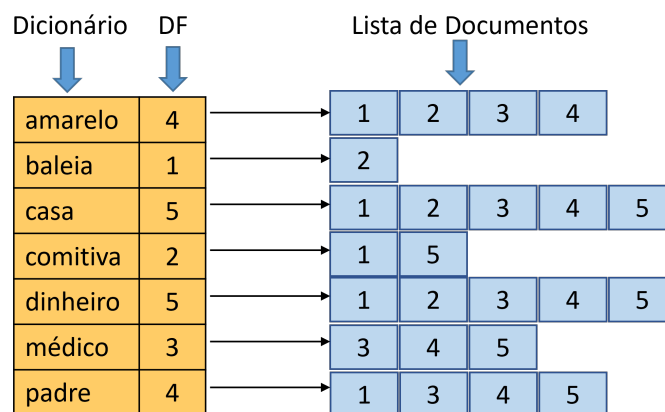 Dicionário DF Lista de Documentos
amarelo 4 1 2 3 4
baleia 1 2
casa 5 1 2 3 4 5
comitiva 2 1 5
dinheiro 5 1 2 3 4 5
médico 3 3 4 5
padre 4 1 3 4 5